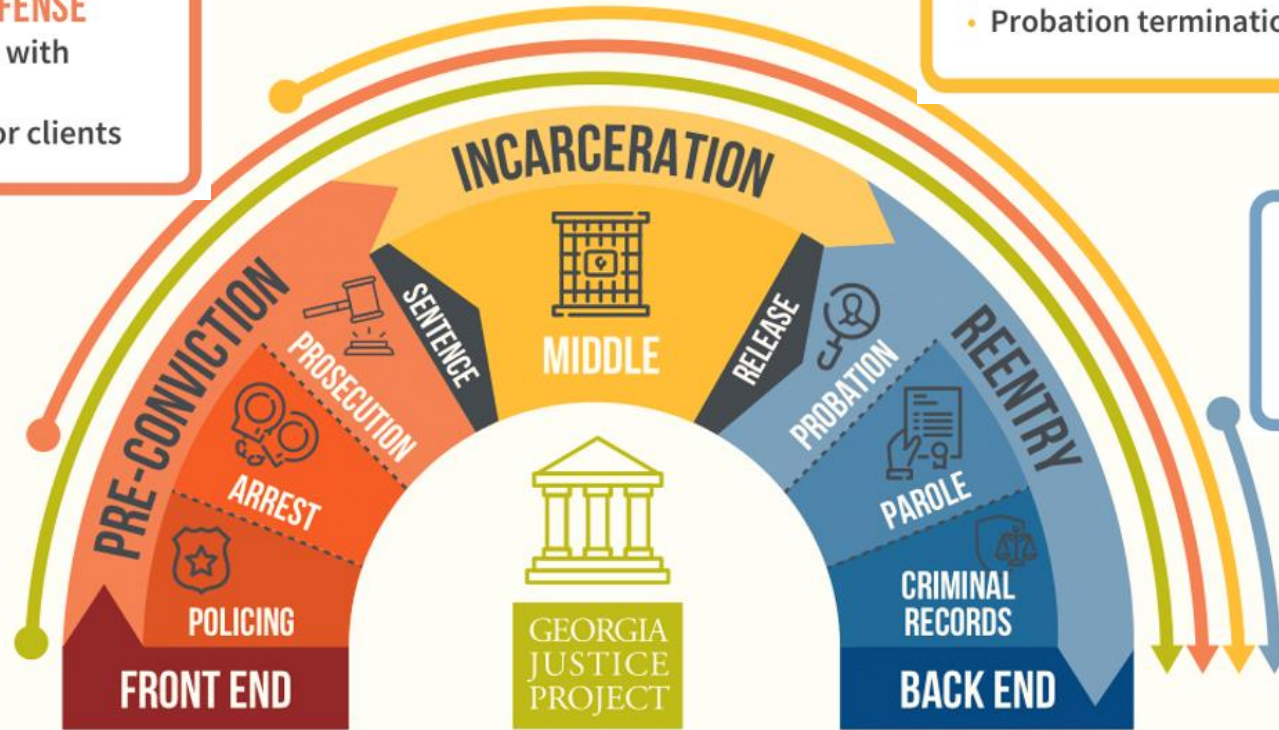 FENSE
with
or clients
• Probation terminatio
INCARCERATION
PRE-CONVICTION
REENTRY
SENTENCE
RELEASE
MIDDLE
PROSECUTION
ARREST
POLICING
PROBATION
PAROLE
CRIMINAL
RECORDS
GEORGIA
JUSTICE
PROJECT
FRONT END
BACK END